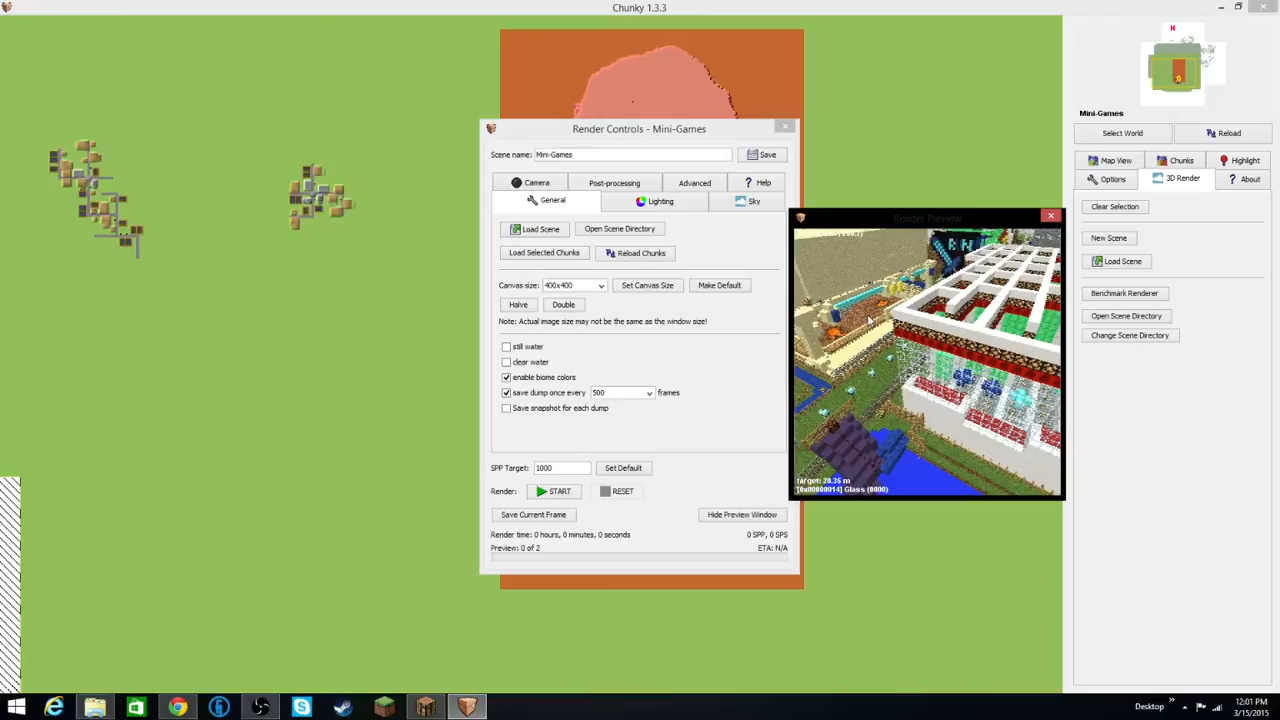 Chunky 1.3.3
N
Mini-Games
Select World
Reload
Map View
Chunks
Highlight
Options
3D Render
About
Clear Selection
New Scene
Load Scene
Benchmark Renderer
Open Scene Directory
Change Scene Directory
Render Controls - Mini-Games
Scene name: Mini-Games
Save
Camera
Post-processing
Advanced
? Help
General
Lighting
Sky
Load Scene
Open Scene Directory
Load Selected Chunks
Reload Chunks
Canvas size: 400x400
Set Canvas Size
Make Default
Halve
Double
Note: Actual image size may not be the same as the window size!
still water
clear water
enable biome colors
save dump once every 500 frames
Save snapshot for each dump
SPP Target: 1000
Set Default
Render:
START
RESET
Save Current Frame
Hide Preview Window
Render time: 0 hours, 0 minutes, 0 seconds
0 SPP, 0 SPS
Preview: 0 of 2
ETA: N/A
Render Preview
target: 20.35 m
[0x00000014] Glass (0000)
Desktop
12:01 PM
3/15/2015